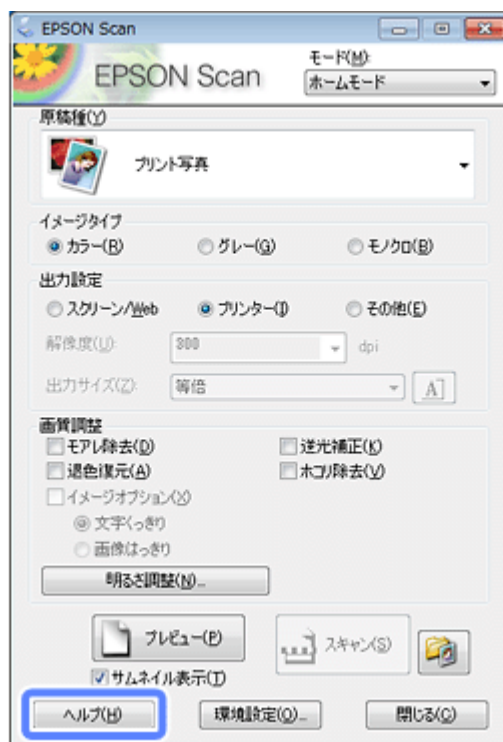 EPSON Scan
EPSON Scan
モード(M):
ホームモード
原稿種(Y)
プリント写真
イメージタイプ
カラー(R) グレー(G) モノクロ(B)
出力設定
スクリーン/Web プリンター(I) その他(E)
解像度(U): 300 dpi
出力サイズ(Z): 等倍 A
画質調整
モアレ除去(D) 逆光補正(K)
退色復元(A) ホコリ除去(V)
イメージオプション(X)
文字くっきり
画像はっきり
明るさ調整(N)...
プレビュー(P) スキャン(S)
サムネイル表示(T)
ヘルプ(H) 環境設定(O)... 閉じる(C)